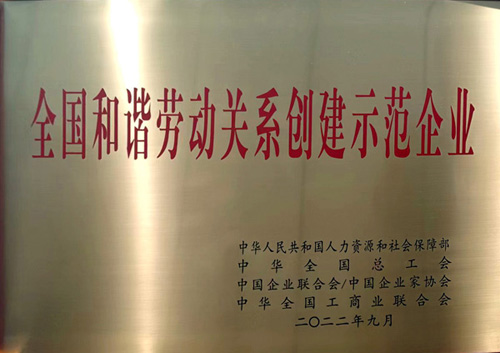 全国和谐劳动关系创建示范企业
中华人民共和国人力资源和社会保障部
中华全国总工会
中国企业联合会/中国企业家协会
中华全国工商业联合会
二〇二二年九月